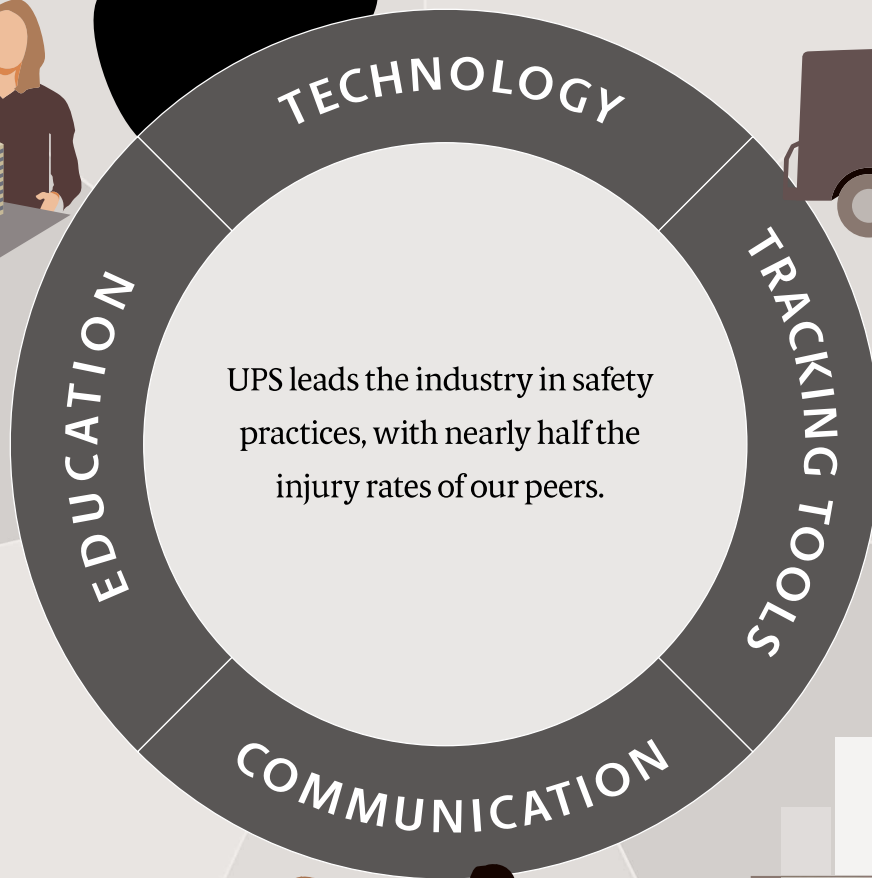 TECHNOLOGY
TRACKING TOOLS
EDUCATION
UPS leads the industry in safety
practices, with nearly half the
injury rates of our peers.
COMMUNICATION